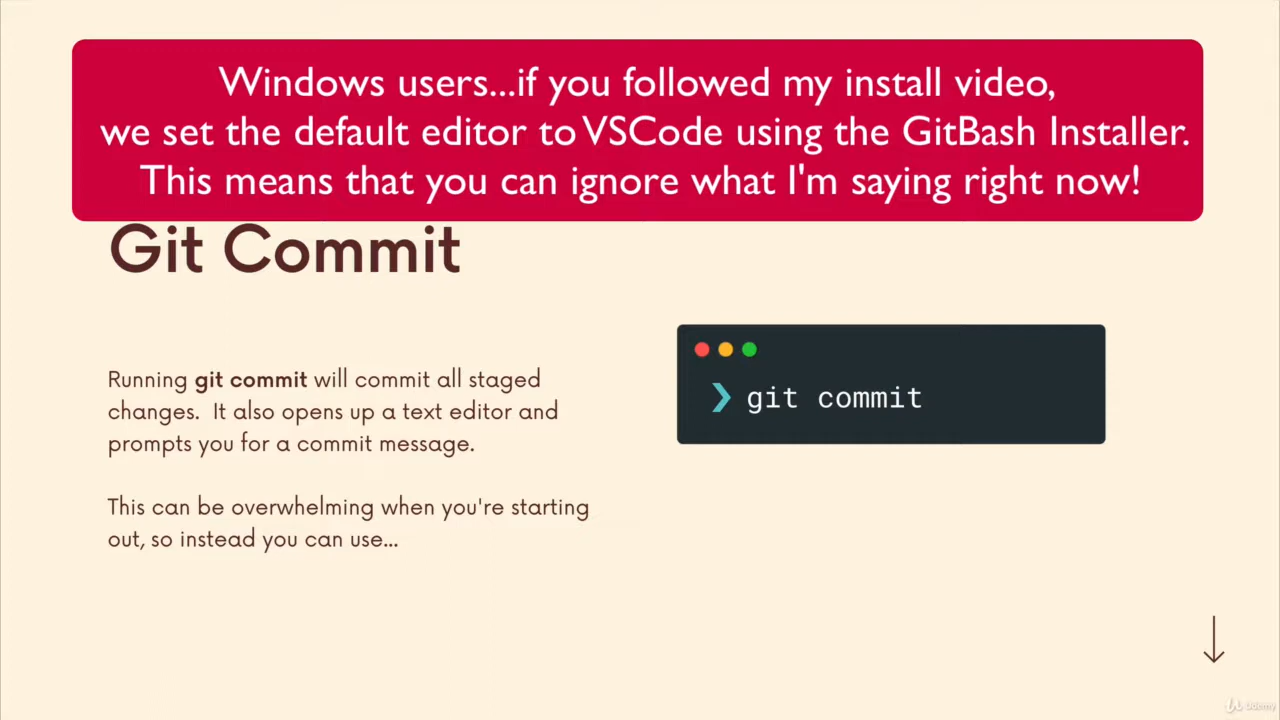 Windows users...if you followed my install video,
we set the default editor to VSCode using the GitBash Installer.
This means that you can ignore what I'm saying right now!
Git Commit
Running git commit will commit all staged
changes. It also opens up a text editor and
prompts you for a commit message.
This can be overwhelming when you're starting
out, so instead you can use...
❯ git commit
Udemy